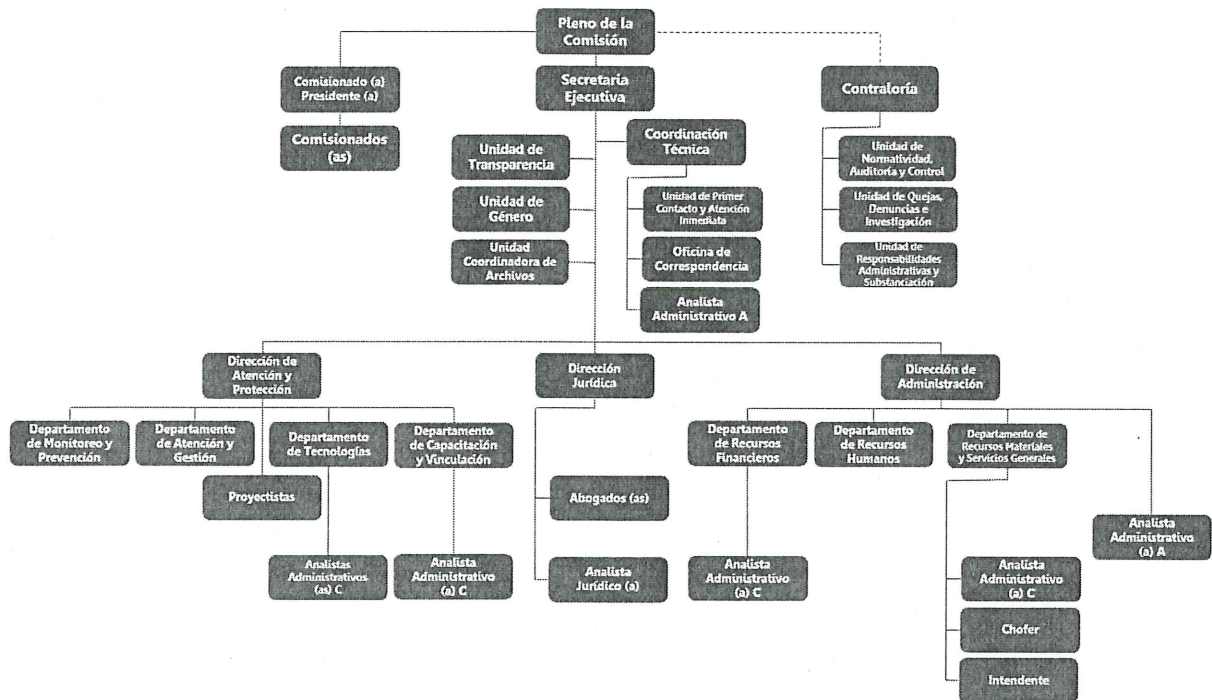 Pleno de la
Comisión
Comisionado (a)
Presidente (a)
Secretaria
Ejecutiva
Contraloría
Comisionados
(as)
Unidad de
Transparencia
Coordinación
Técnica
Unidad de
Normatividad,
Auditoría y Control
Unidad de
Género
Unidad de Primer
Contacto y Atención
Inmediata
Unidad de Quejas,
Denuncias e
Investigación
Unidad
Coordinadora de
Archivos
Oficina de
Correspondencia
Unidad de
Responsabilidades
Administrativas y
Substanciación
Analista
Administrativo A
Dirección de
Atención y
Protección
Dirección
Jurídica
Dirección de
Administración
Departamento
de Monitoreo y
Prevención
Departamento
de Atención y
Gestión
Departamento
de Tecnologías
Departamento
de Capacitación
y Vinculación
Departamento
de Recursos
Financieros
Departamento
de Recursos
Humanos
Departamento de
Recursos Materiales
y Servicios Generales
Proyectistas
Abogados (as)
Analista
Administrativo
(a) A
Analistas
Administrativos
(as) C
Analista
Administrativo
(a) C
Analista
Jurídico (a)
Analista
Administrativo
(a) C
Analista
Administrativo
(a) C
Chofer
Intendente